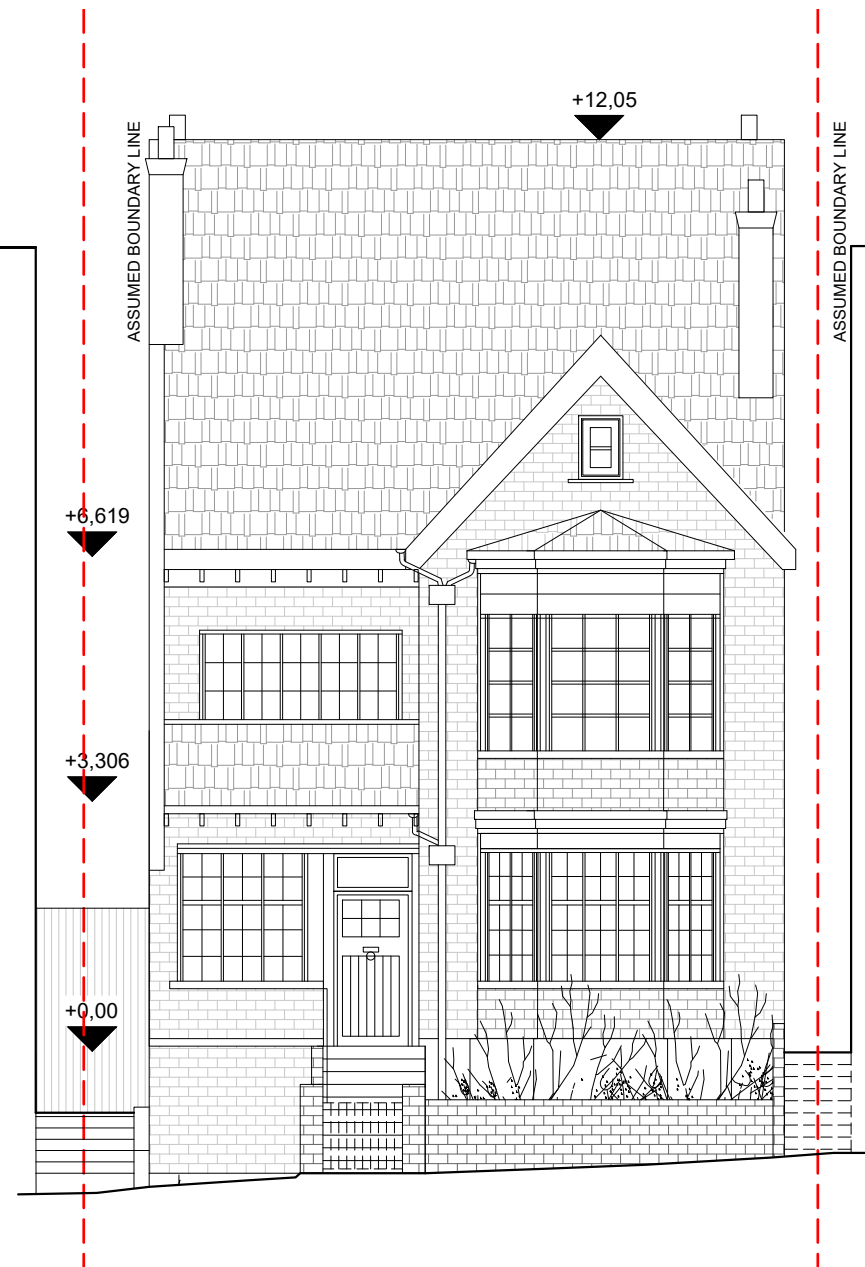 +12,05
ASSUMED BOUNDARY LINE
ASSUMED BOUNDARY LINE
+6,619
+3,306
+0,00